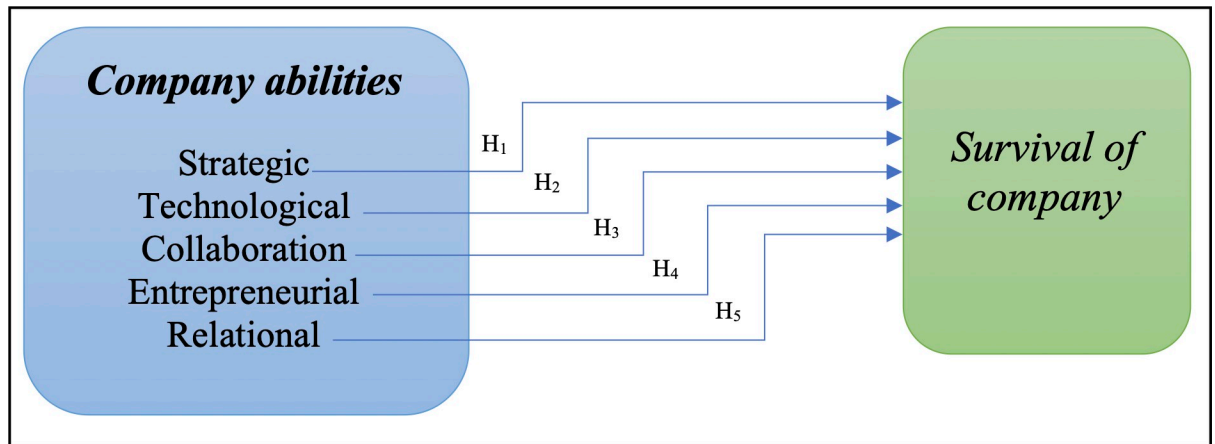 Company abilities
Strategic
Technological
Collaboration
Entrepreneurial
Relational
H₁
H₂
H₃
H₄
H₅
Survival of
company